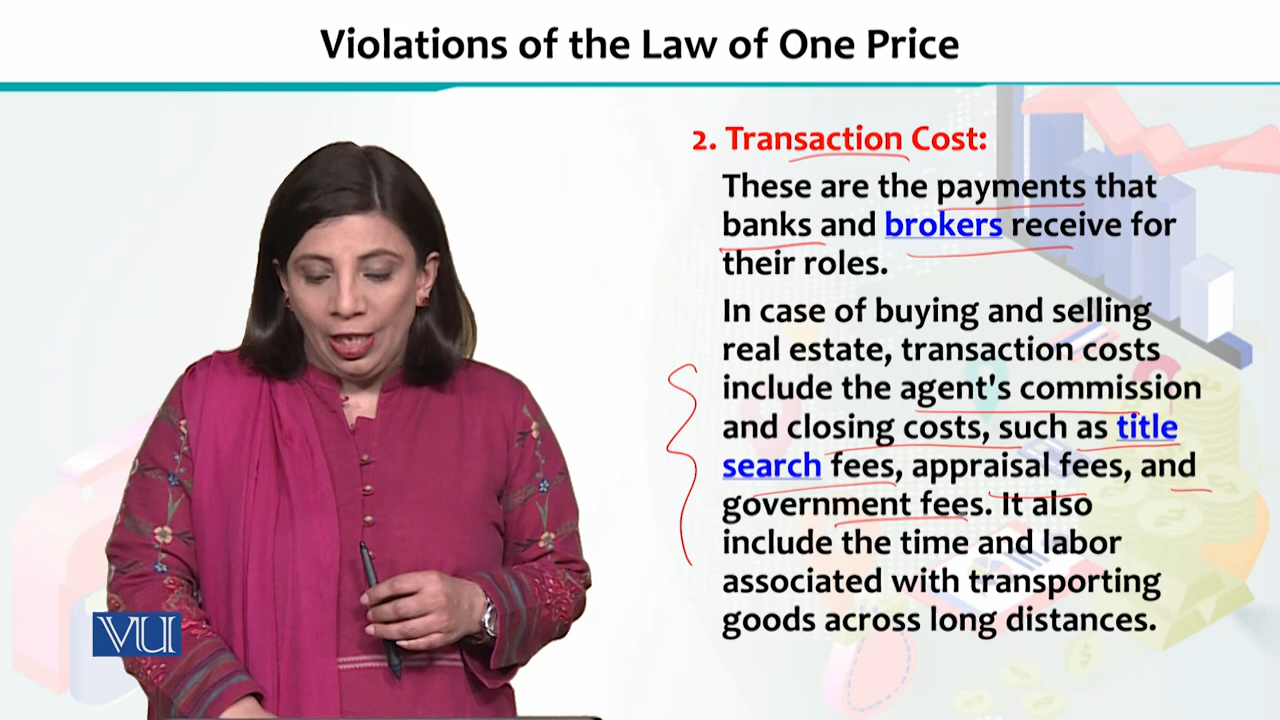 Violations of the Law of One Price
2. Transaction Cost:
These are the payments that
banks and brokers receive for
their roles.
In case of buying and selling
real estate, transaction costs
include the agent's commission
and closing costs, such as title
search fees, appraisal fees, and
government fees. It also
include the time and labor
associated with transporting
goods across long distances.
VU